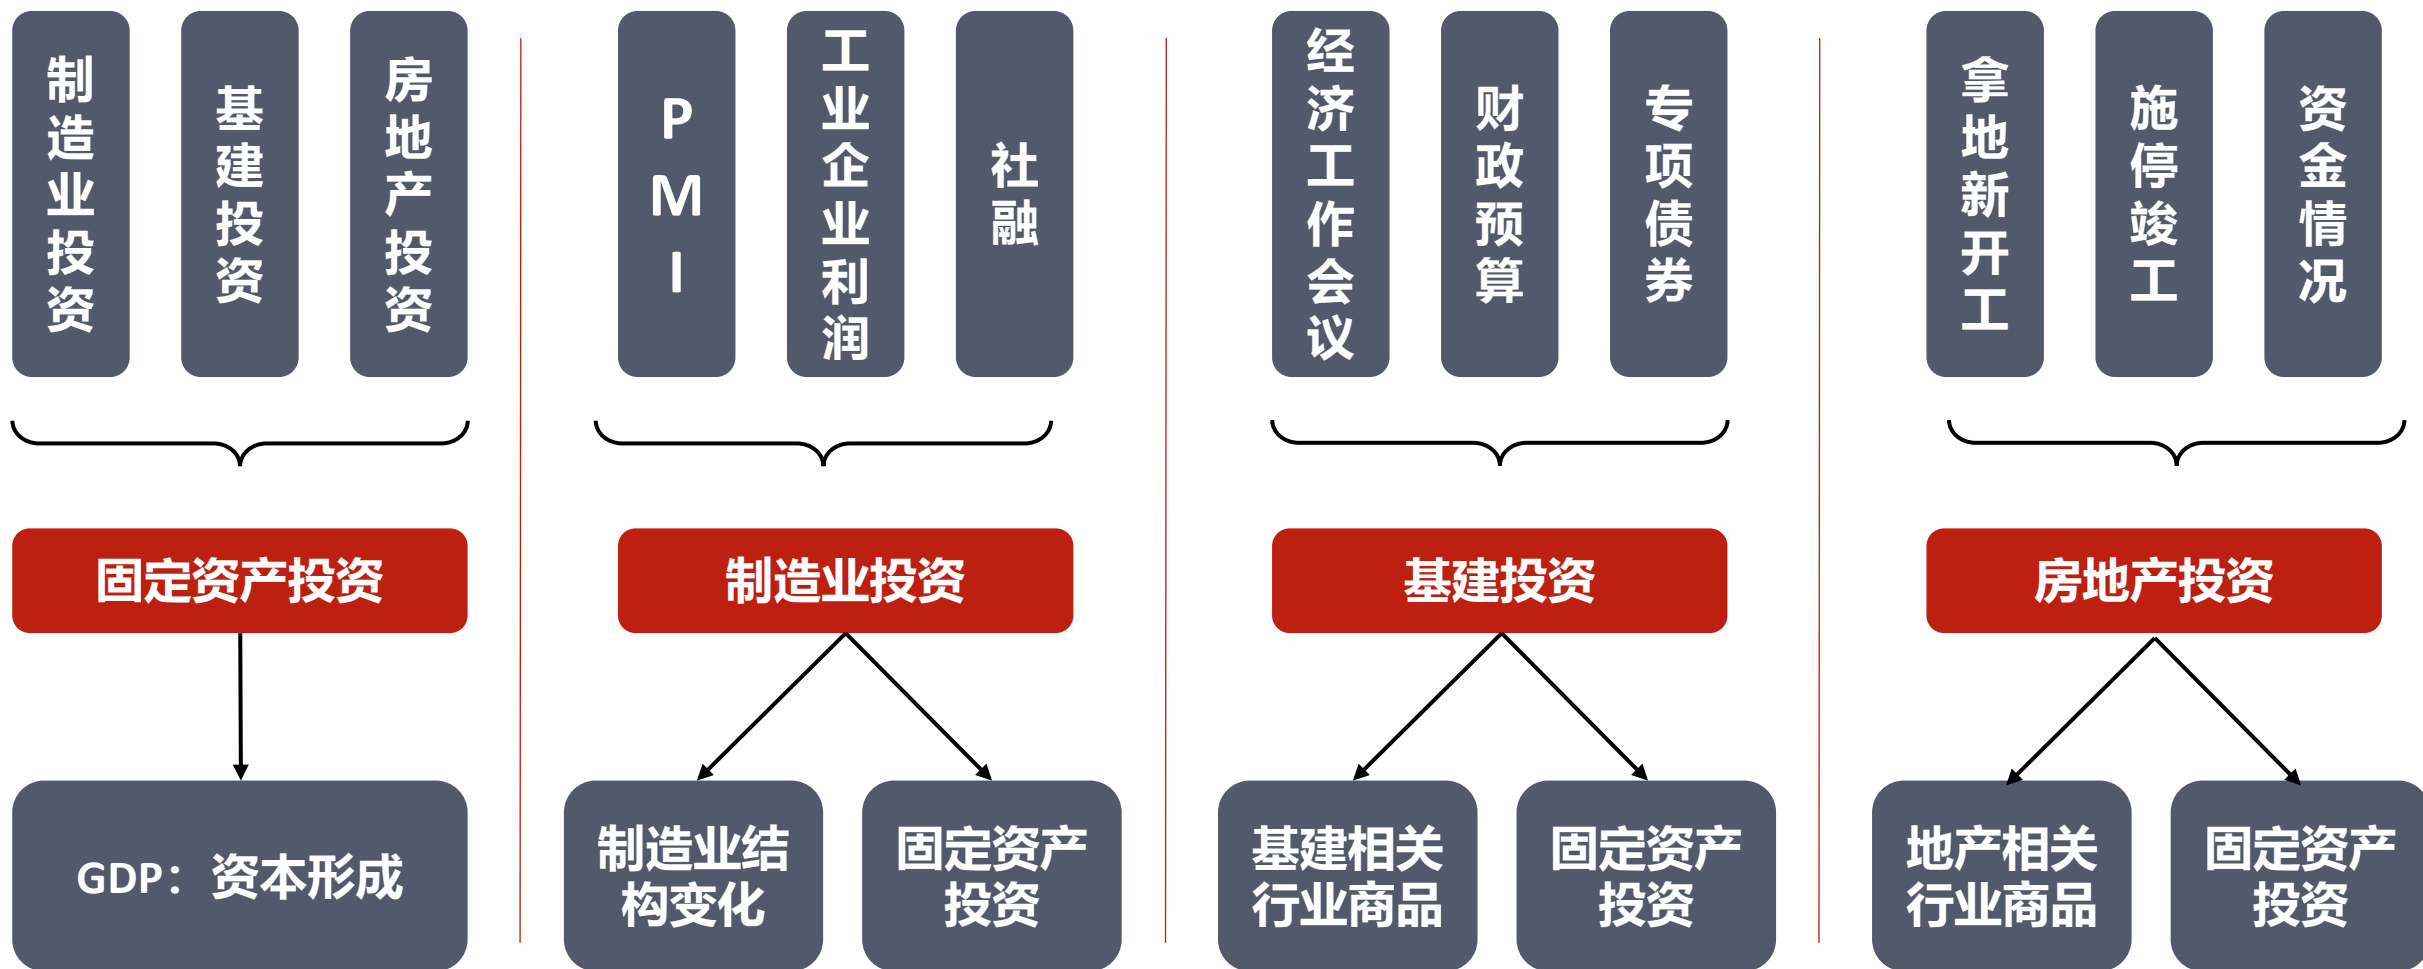 制造业投资
基建投资
房地产投资
PMI
工业企业利润
社融
经济工作会议
财政预算
专项债券
拿地新开工
施停竣工
资金情况
固定资产投资
制造业投资
基建投资
房地产投资
GDP：资本形成
制造业结
构变化
固定资产
投资
基建相关
行业商品
固定资产
投资
地产相关
行业商品
固定资产
投资